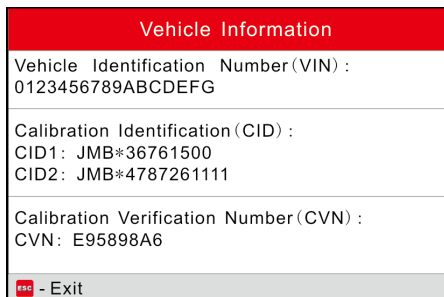 Vehicle Information
Vehicle Identification Number(VIN):
0123456789ABCDEFG
Calibration Identification(CID):
CID1: JMB*36761500
CID2: JMB*4787261111
Calibration Verification Number(CVN):
CVN: E95898A6
ESC - Exit